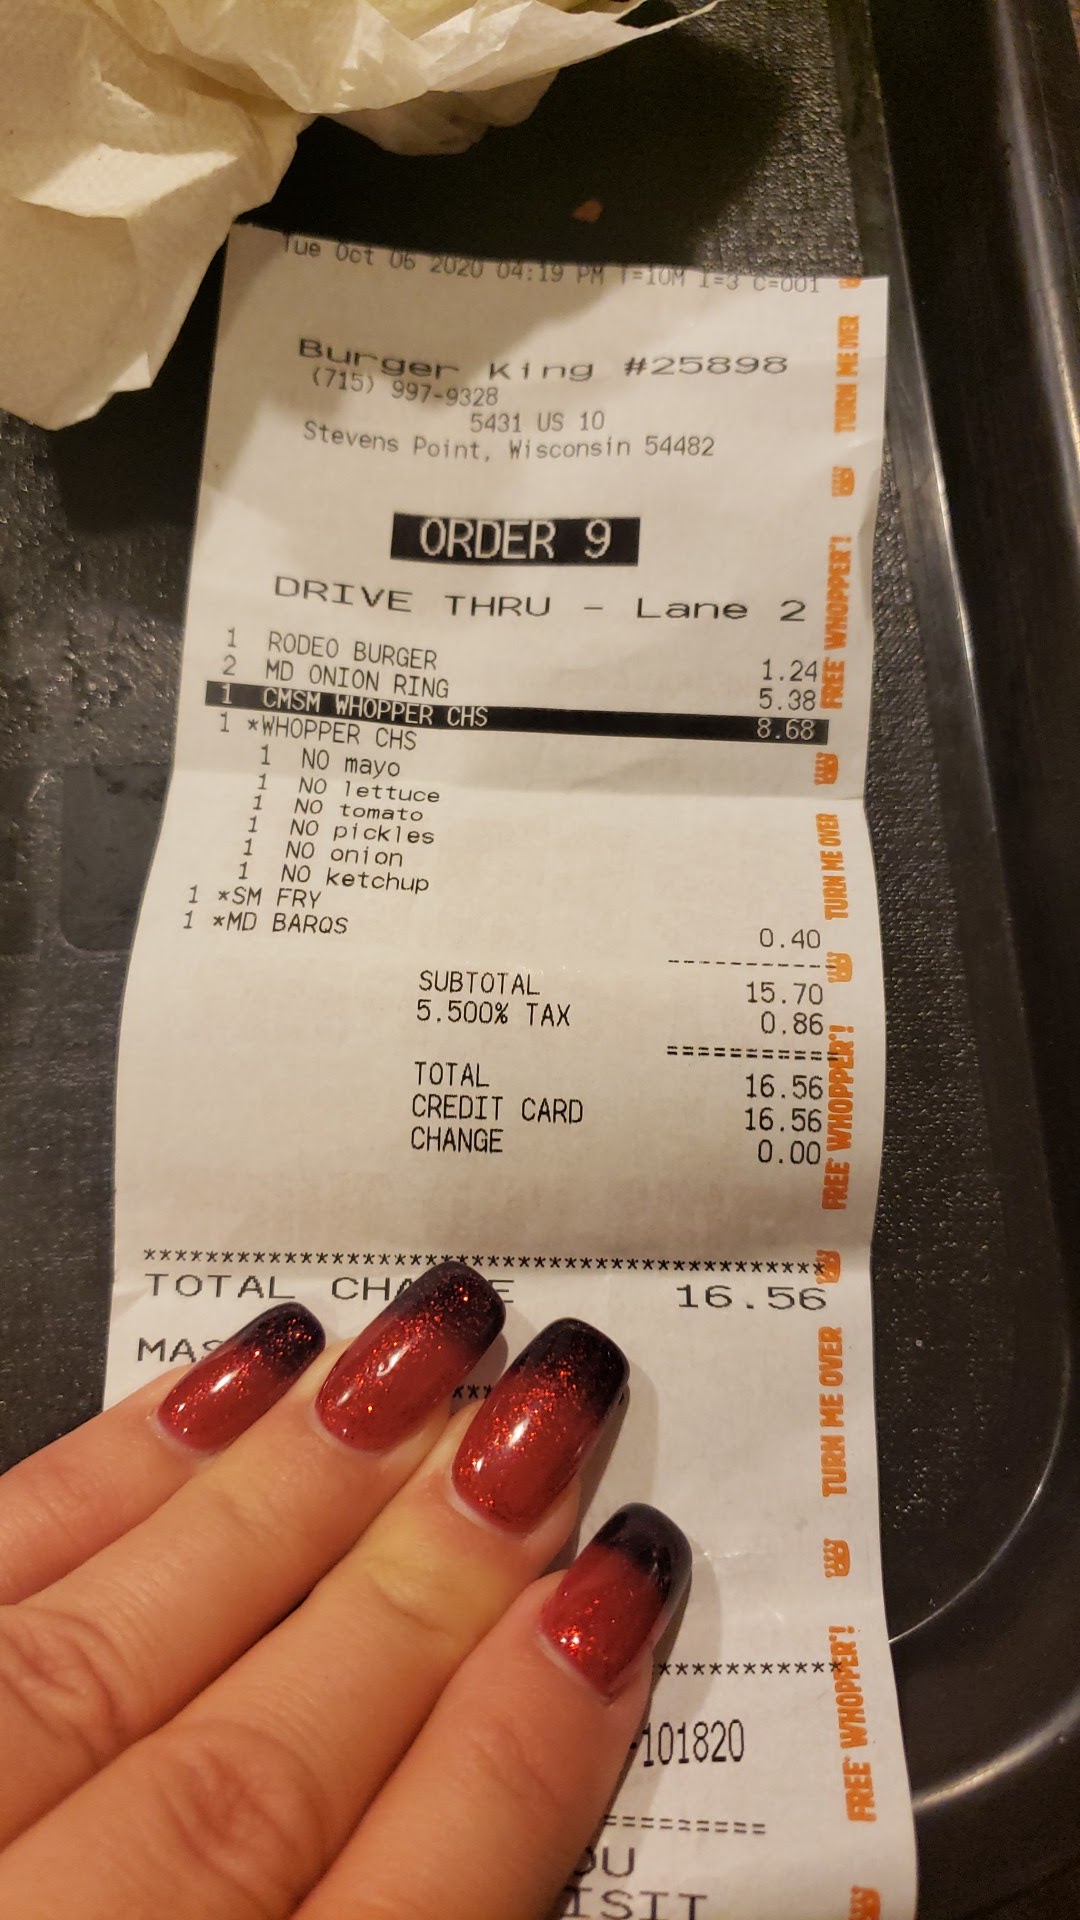 Tue Oct 06 2020 04:19 PM T=10M I=3 C=001
Burger King #25898
(715) 997-9328
5431 US 10
Stevens Point, Wisconsin 54482
ORDER 9
DRIVE THRU - Lane 2
1 RODEO BURGER 1.24
2 MD ONION RING 5.38
1 CMSM WHOPPER CHS 8.68
1 *WHOPPER CHS
1 NO mayo
1 NO lettuce
1 NO tomato
1 NO pickles
1 NO onion
1 NO ketchup
1 *SM FRY
1 *MD BARQS 0.40
----------
SUBTOTAL 15.70
5.500% TAX 0.86
==========
TOTAL 16.56
CREDIT CARD 16.56
CHANGE 0.00
******************************************
TOTAL 16.56
-101820
TURN ME OVER
FREE WHOPPER®!
TURN ME OVER
FREE WHOPPER®!
TURN ME OVER
FREE WHOPPER®!